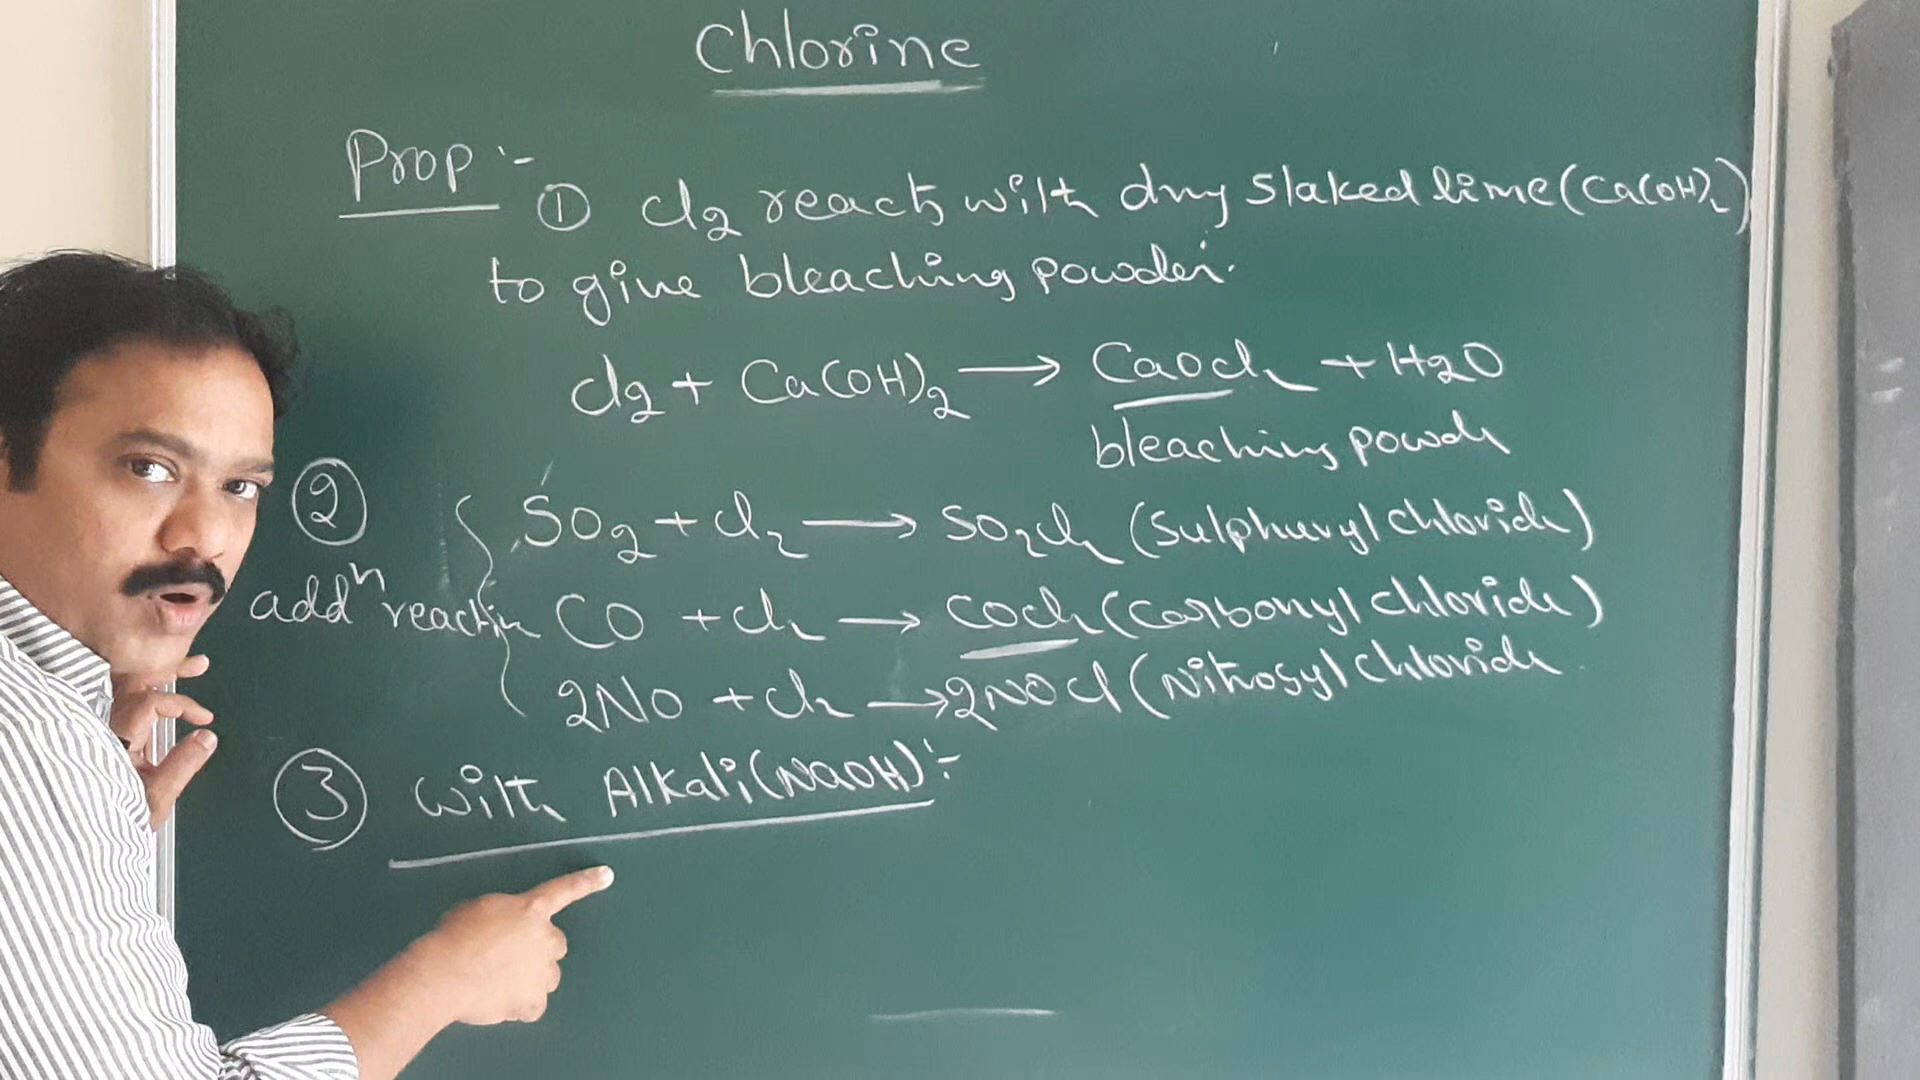 Chlorine
Prop :-
① Cl2 reacts with dry slaked lime (Ca(OH)2)
to give bleaching powder.
Cl2 + Ca(OH)2 → CaOCl2 + H2O
bleaching powde
② SO2 + Cl2 → SO2Cl2 (Sulphuryl chloride)
addn reaction CO + Cl2 → COCl2 (Carbonyl chloride)
2NO + Cl2 → 2NOCl (Nitrosyl chloride
③ With Alkali (NaOH) :-